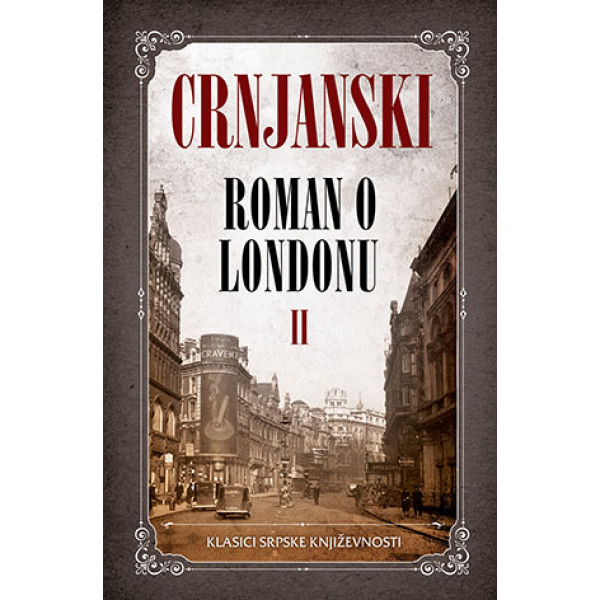 CRNJANSKI
ROMAN O
LONDONU
II
CRAVEN
KLASICI SRPSKE KNJIŽEVNOSTI